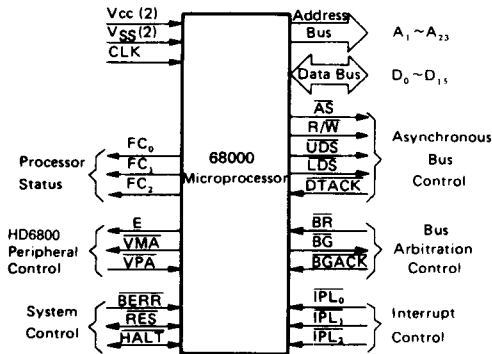 Vcc (2)
VSS (2)
CLK
Address
Bus
A1~A23
Data Bus
D0~D15
AS
R/W
UDS
LDS
DTACK
Asynchronous
Bus
Control
Processor
Status
FC0
FC1
FC2
68000
Microprocessor
HD6800
Peripheral
Control
E
VMA
VPA
BR
BG
BGACK
Bus
Arbitration
Control
System
Control
BERR
RES
HALT
IPL0
IPL1
IPL2
Interrupt
Control